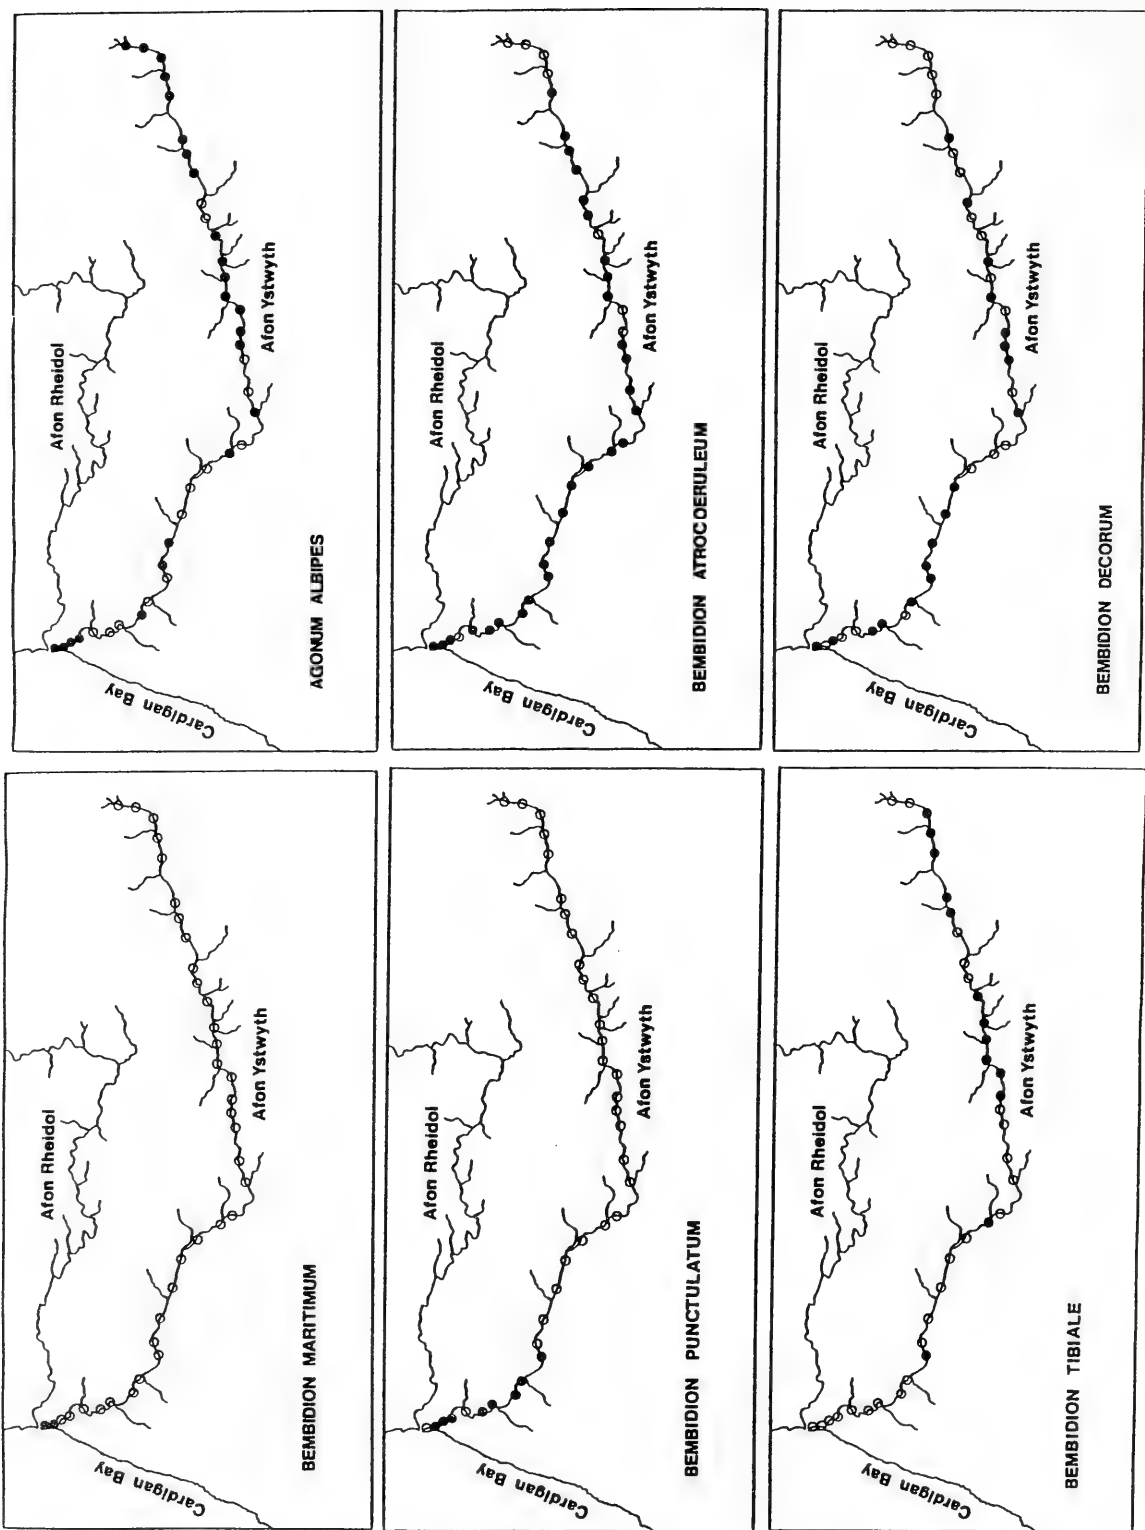 Afon Rheidol
Afon Ystwyth
Cardigan Bay
AGONUM ALBIPES
Afon Rheidol
Afon Ystwyth
Cardigan Bay
BEMBIDION ATROCOERULEUM
Afon Rheidol
Afon Ystwyth
Cardigan Bay
BEMBIDION DECORUM
Afon Rheidol
Afon Ystwyth
Cardigan Bay
BEMBIDION MARITIMUM
Afon Rheidol
Afon Ystwyth
Cardigan Bay
BEMBIDION PUNCTULATUM
Afon Rheidol
Afon Ystwyth
Cardigan Bay
BEMBIDION TIBIALE